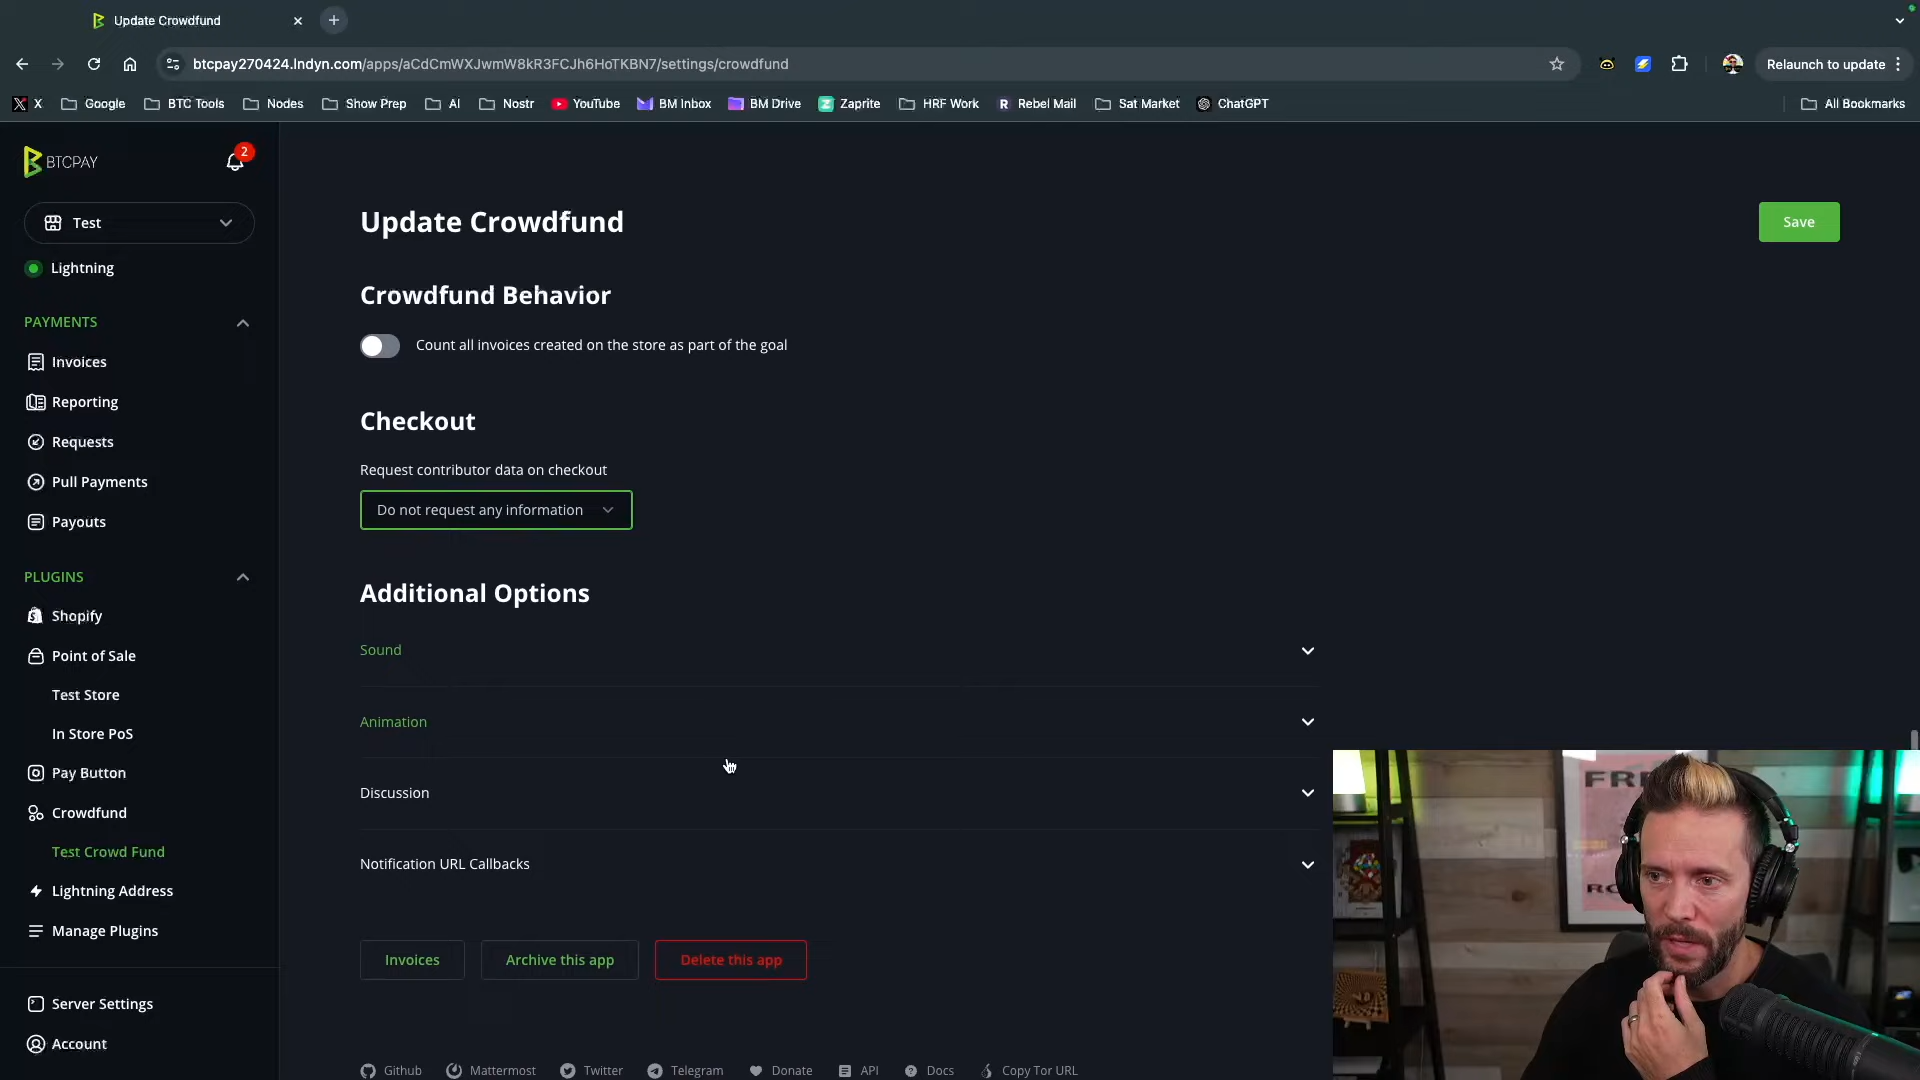 Update Crowdfund
btcpay270424.lndyn.com/apps/aCdCmWXJwmW8kR3FCJh6HoTKBN7/settings/crowdfund
Relaunch to update
X
Google
BTC Tools
Nodes
Show Prep
AI
Nostr
YouTube
BM Inbox
BM Drive
Zaprite
HRF Work
Rebel Mail
Sat Market
ChatGPT
All Bookmarks
BTCPAY
2
Test
Lightning
PAYMENTS
Invoices
Reporting
Requests
Pull Payments
Payouts
PLUGINS
Shopify
Point of Sale
Test Store
In Store PoS
Pay Button
Crowdfund
Test Crowd Fund
Lightning Address
Manage Plugins
Server Settings
Account
Update Crowdfund
Save
Crowdfund Behavior
Count all invoices created on the store as part of the goal
Checkout
Request contributor data on checkout
Do not request any information
Additional Options
Sound
Animation
Discussion
Notification URL Callbacks
Invoices
Archive this app
Delete this app
Github
Mattermost
Twitter
Telegram
Donate
API
Docs
Copy Tor URL